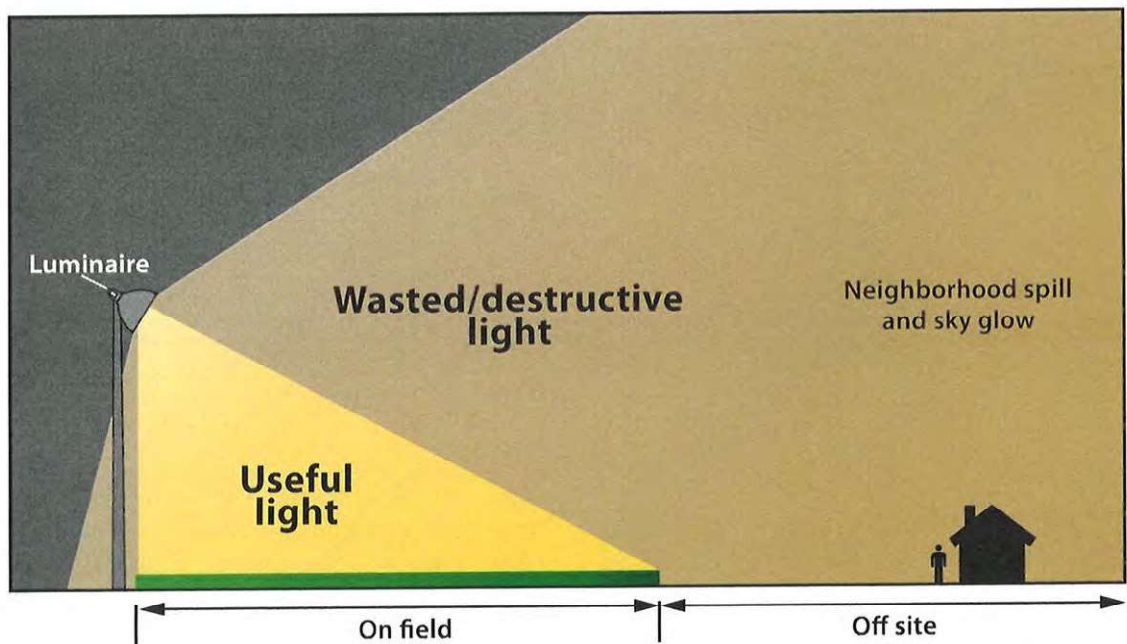 Luminaire
Wasted/destructive
light
Neighborhood spill
and sky glow
Useful
light
On field
Off site